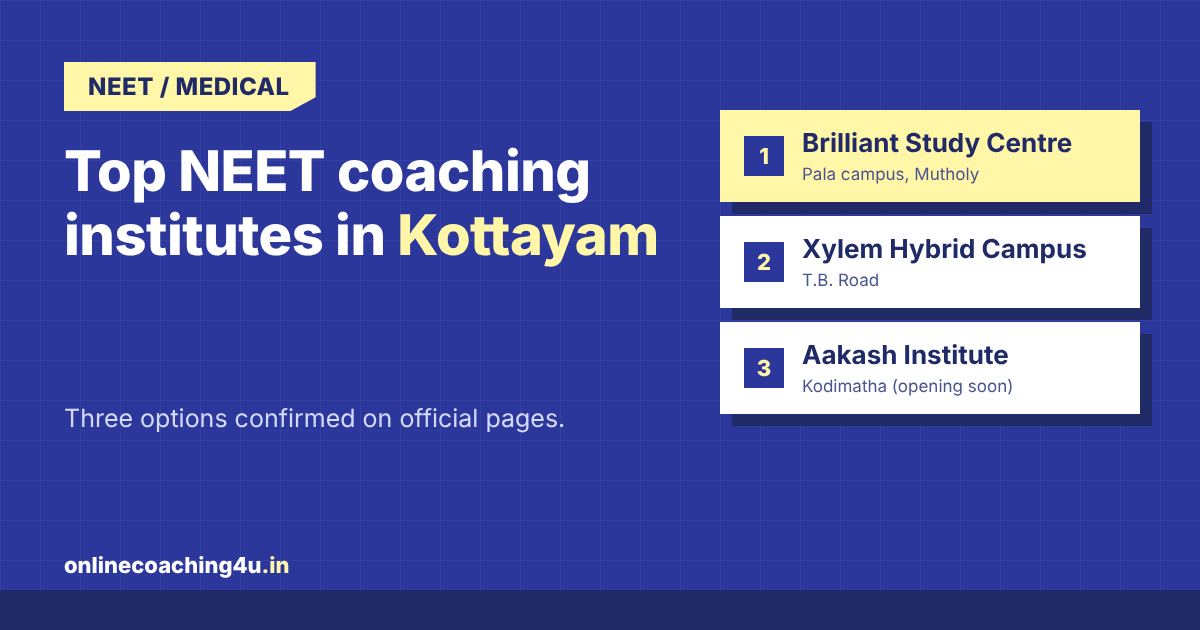 NEET / MEDICAL
Top NEET coaching
institutes in Kottayam
Three options confirmed on official pages.
onlinecoaching4u.in
1
Brilliant Study Centre
Pala campus, Mutholy
2
Xylem Hybrid Campus
T.B. Road
3
Aakash Institute
Kodimatha (opening soon)